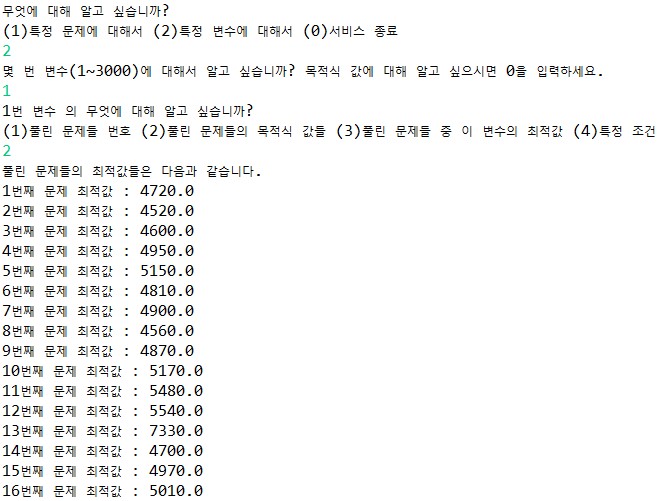 무엇에 대해 알고 싶습니까?
(1)특정 문제에 대해서 (2)특정 변수에 대해서 (0)서비스 종료
2
몇 번 변수(1~3000)에 대해서 알고 싶습니까? 목적식 값에 대해 알고 싶으시면 0을 입력하세요.
1
1번 변수 의 무엇에 대해 알고 싶습니까?
(1)풀린 문제들 번호 (2)풀린 문제들의 목적식 값들 (3)풀린 문제들 중 이 변수의 최적값 (4)특정 조건
2
풀린 문제들의 최적값들은 다음과 같습니다.
1번째 문제 최적값 : 4720.0
2번째 문제 최적값 : 4520.0
3번째 문제 최적값 : 4600.0
4번째 문제 최적값 : 4950.0
5번째 문제 최적값 : 5150.0
6번째 문제 최적값 : 4810.0
7번째 문제 최적값 : 4900.0
8번째 문제 최적값 : 4560.0
9번째 문제 최적값 : 4870.0
10번째 문제 최적값 : 5170.0
11번째 문제 최적값 : 5480.0
12번째 문제 최적값 : 5540.0
13번째 문제 최적값 : 7330.0
14번째 문제 최적값 : 4700.0
15번째 문제 최적값 : 4970.0
16번째 문제 최적값 : 5010.0